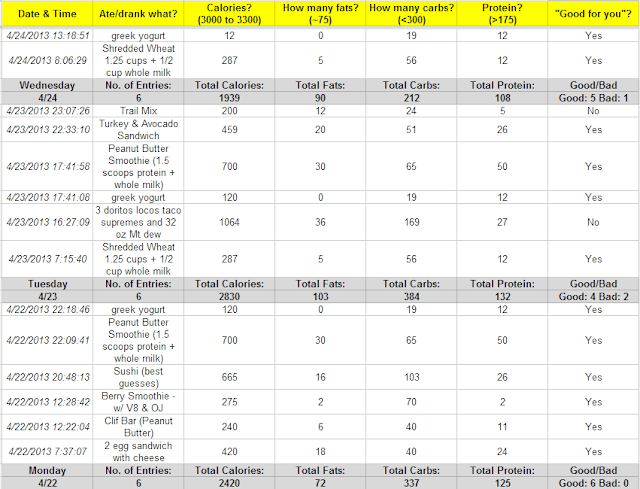 Date & Time Ate/drank what? Calories? (3000 to 3300) How many fats? (~75) How many carbs? (<300) Protein? (>175) "Good for you"?
4/24/2013 13:18:51 greek yogurt 12 0 19 12 Yes
4/24/2013 8:06:29 Shredded Wheat 1.25 cups + 1/2 cup whole milk 287 5 56 12 Yes
Wednesday No. of Entries: Total Calories: Total Fats: Total Carbs: Total Protein: Good/Bad
4/24 6 1939 90 212 108 Good: 5 Bad: 1
4/23/2013 23:07:26 Trail Mix 200 12 24 5 No
4/23/2013 22:33:10 Turkey & Avocado Sandwich 459 20 51 26 Yes
4/23/2013 17:41:58 Peanut Butter Smoothie (1.5 scoops protein + whole milk) 700 30 65 50 Yes
4/23/2013 17:41:08 greek yogurt 120 0 19 12 Yes
4/23/2013 16:27:09 3 doritos locos taco supremes and 32 oz Mt dew 1064 36 169 27 No
4/23/2013 7:15:40 Shredded Wheat 1.25 cups + 1/2 cup whole milk 287 5 56 12 Yes
Tuesday No. of Entries: Total Calories: Total Fats: Total Carbs: Total Protein: Good/Bad
4/23 6 2830 103 384 132 Good: 4 Bad: 2
4/22/2013 22:18:46 greek yogurt 120 0 19 12 Yes
4/22/2013 22:09:41 Peanut Butter Smoothie (1.5 scoops protein + whole milk) 700 30 65 50 Yes
4/22/2013 20:48:13 Sushi (best guesses) 665 16 103 26 Yes
4/22/2013 12:28:42 Berry Smoothie - w/ V8 & OJ 275 2 70 2 Yes
4/22/2013 12:22:04 Clif Bar (Peanut Butter) 240 6 40 11 Yes
4/22/2013 7:37:07 2 egg sandwich with cheese 420 18 40 24 Yes
Monday No. of Entries: Total Calories: Total Fats: Total Carbs: Total Protein: Good/Bad
4/22 6 2420 72 337 125 Good: 6 Bad: 0